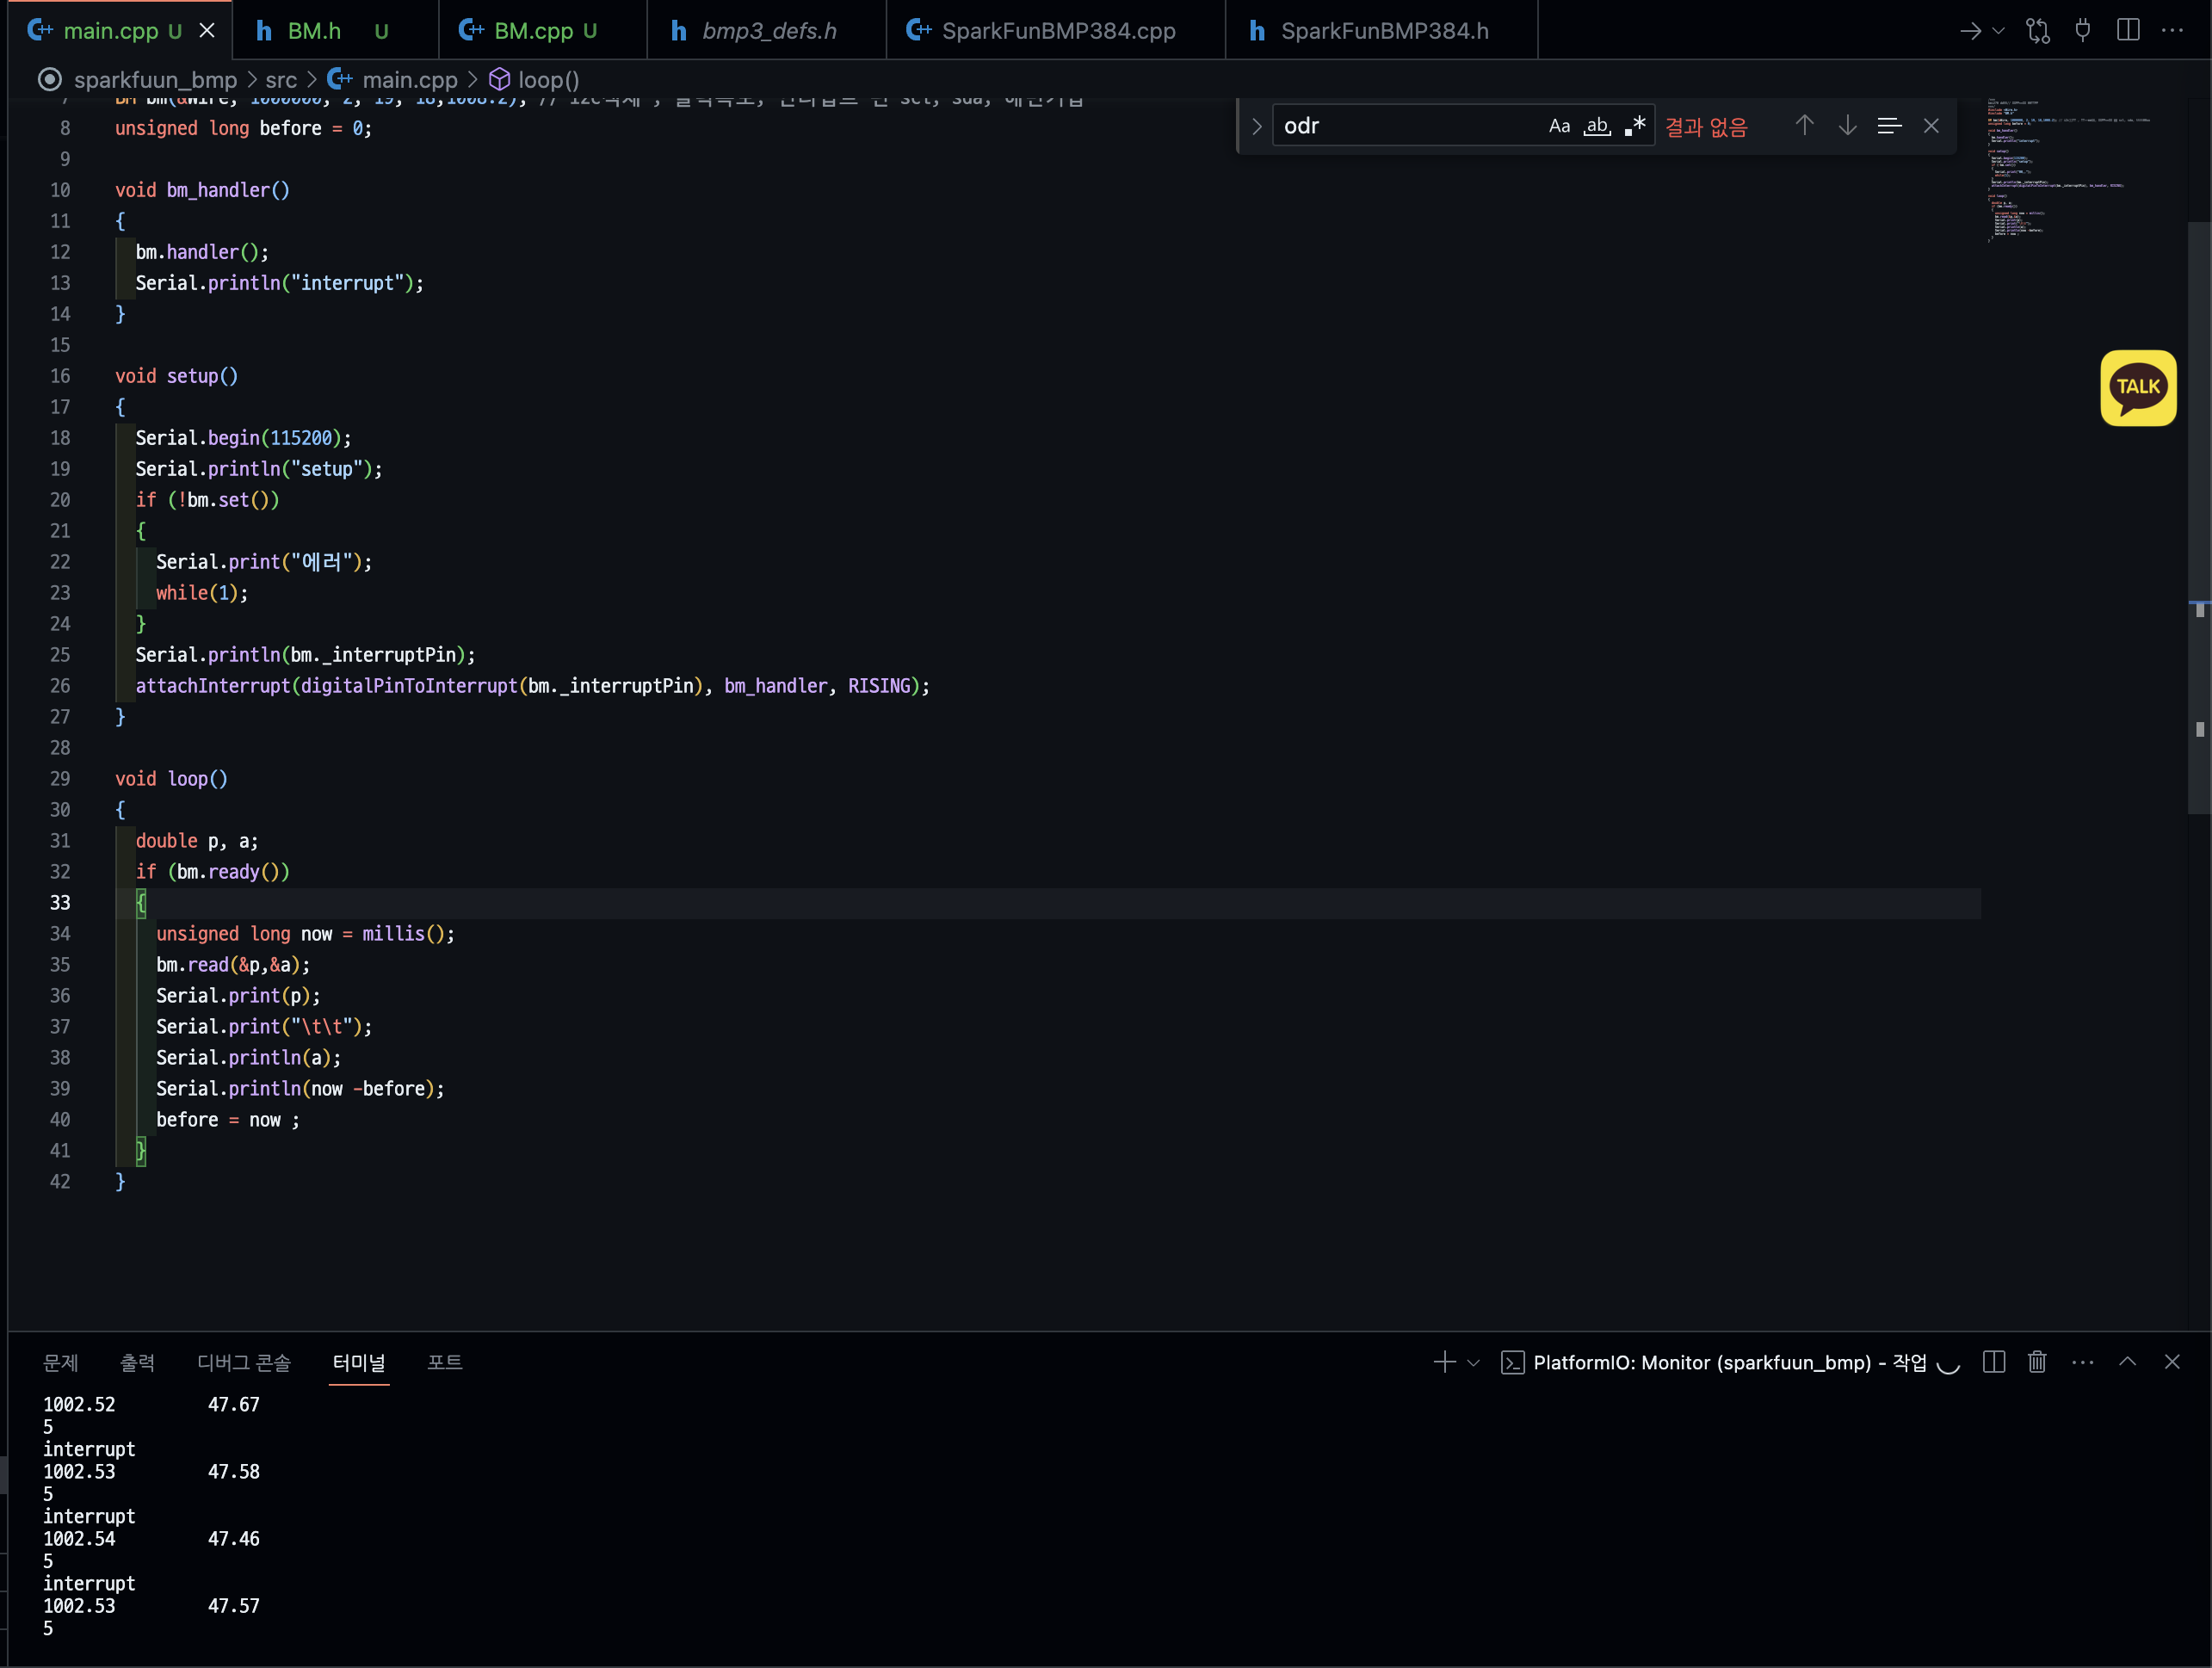 main.cpp U
BM.h U
BM.cpp U
bmp3_defs.h
SparkFunBMP384.cpp
SparkFunBMP384.h
sparkfuun_bmp > src > main.cpp > loop()
odr
Aa ab .*
결과 없음
8 unsigned long before = 0;
9
10 void bm_handler()
11 {
12 bm.handler();
13 Serial.println("interrupt");
14 }
15
16 void setup()
17 {
18 Serial.begin(115200);
19 Serial.println("setup");
20 if (!bm.set())
21 {
22 Serial.print("에러");
23 while(1);
24 }
25 Serial.println(bm._interruptPin);
26 attachInterrupt(digitalPinToInterrupt(bm._interruptPin), bm_handler, RISING);
27 }
28
29 void loop()
30 {
31 double p, a;
32 if (bm.ready())
33 {
34 unsigned long now = millis();
35 bm.read(&p,&a);
36 Serial.print(p);
37 Serial.print("\t\t");
38 Serial.println(a);
39 Serial.println(now -before);
40 before = now ;
41 }
42 }
TALK
문제 출력 디버그 콘솔 터미널 포트
PlatformIO: Monitor (sparkfuun_bmp) - 작업
1002.52 47.67
5
interrupt
1002.53 47.58
5
interrupt
1002.54 47.46
5
interrupt
1002.53 47.57
5